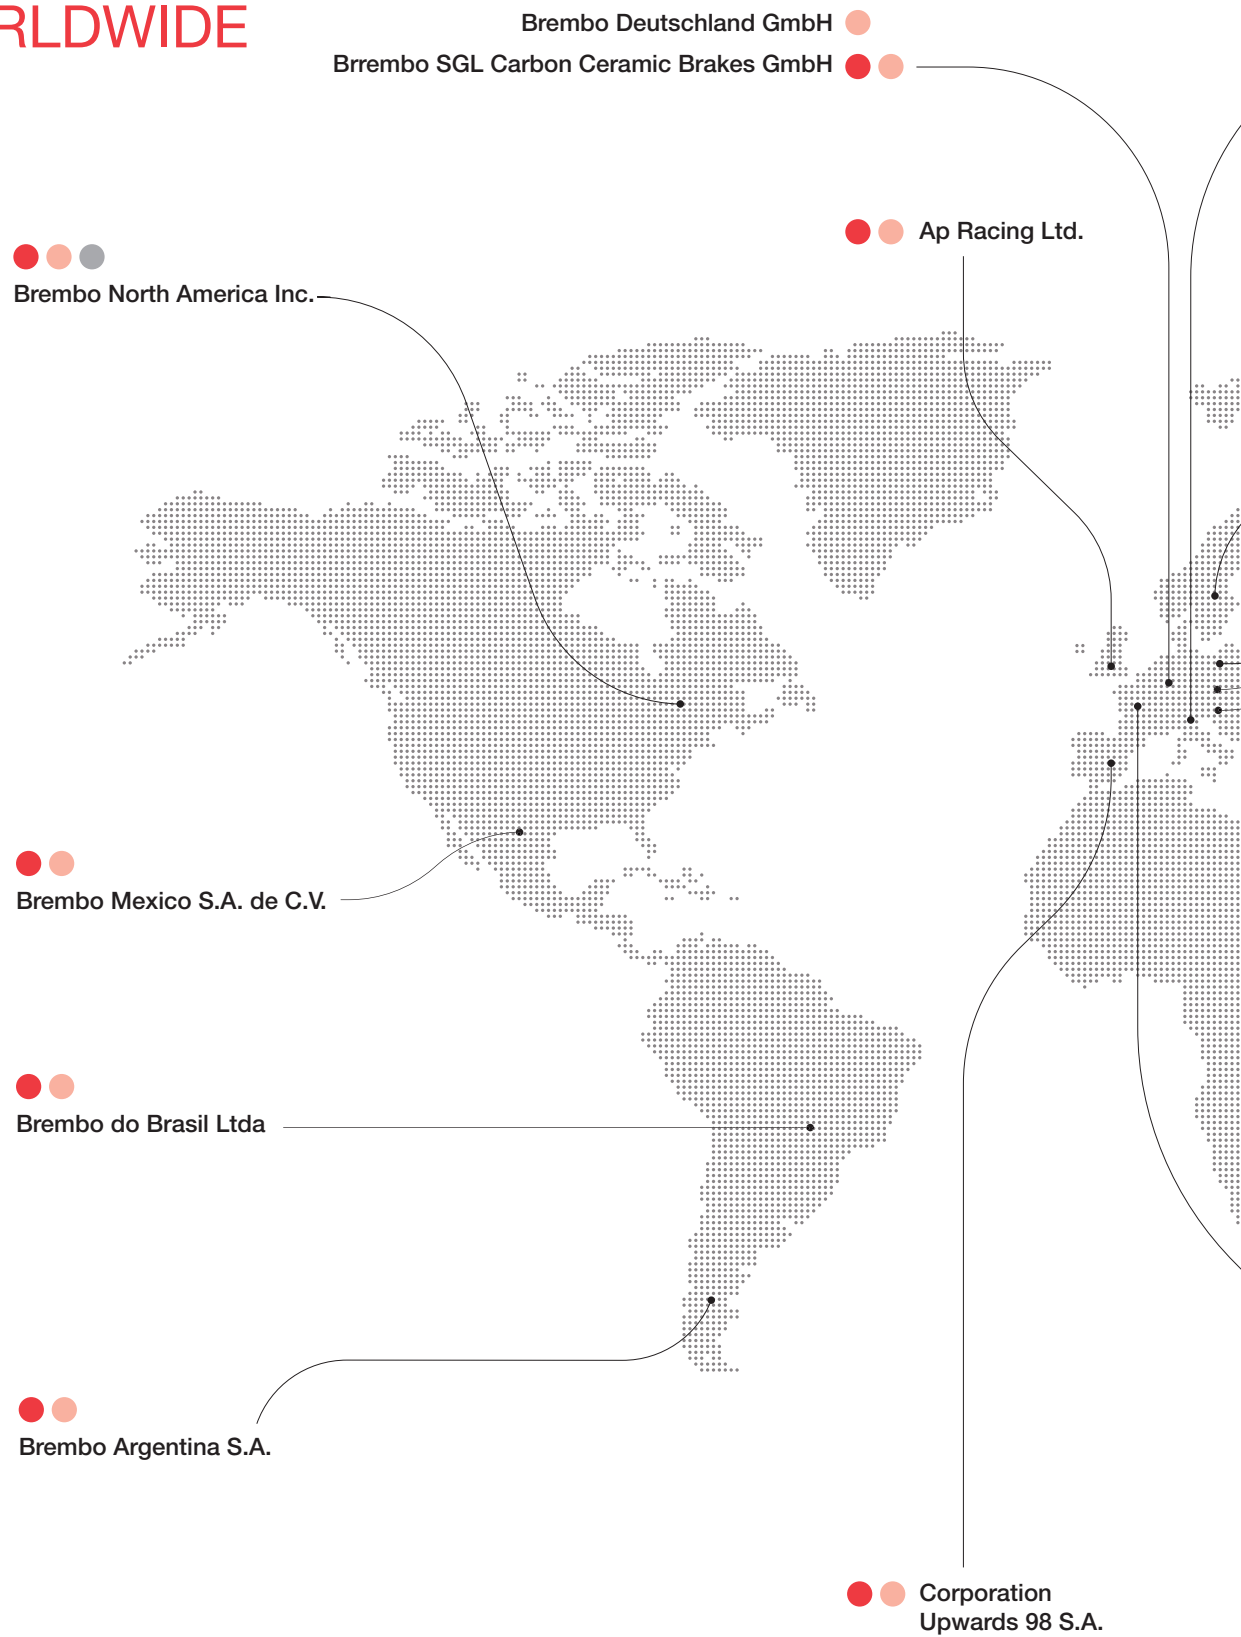 RLDWIDE
Brembo Deutschland GmbH
Brrembo SGL Carbon Ceramic Brakes GmbH
Ap Racing Ltd.
Brembo North America Inc.
Brembo Mexico S.A. de C.V.
Brembo do Brasil Ltda
Brembo Argentina S.A.
Corporation
Upwards 98 S.A.